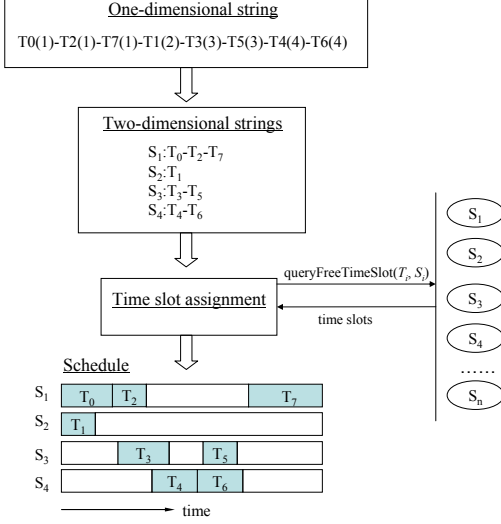 One-dimensional string
T0(1)-T2(1)-T7(1)-T1(2)-T3(3)-T5(3)-T4(4)-T6(4)
Two-dimensional strings
S1:T0-T2-T7
S2:T1
S3:T3-T5
S4:T4-T6
Time slot assignment
queryFreeTimeSlot(Ti, Si)
time slots
S1
S2
S3
S4
……
Sn
Schedule
S1 T0 T2 T7
S2 T1
S3 T3 T5
S4 T4 T6
time